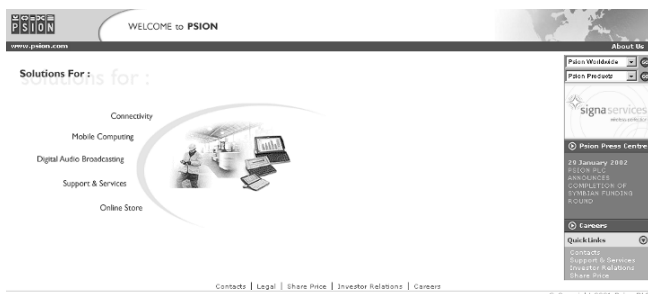 PSION
WELCOME to PSION
www.psion.com
About Us
Solutions For :
solutions for :
Connectivity
Mobile Computing
Digital Audio Broadcasting
Support & Services
Online Store
Psion Worldwide
Psion Products
signa services
Psion Press Centre
29 January 2002
PSION PLC
ANNOUNCES
COMPLETION OF
SYMBIAN FUNDING
ROUND
Careers
Quicklinks
Contacts
Support & Services
Investor Relations
Share Price
Contacts | Legal | Share Price | Investor Relations | Careers